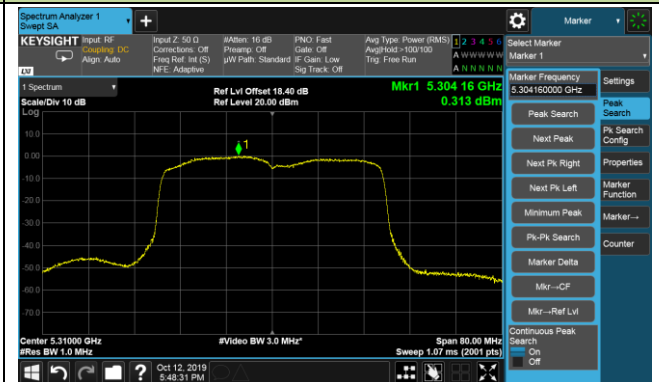 Spectrum Analyzer 1
Swept SA
Marker
KEYSIGHT
Input: RF
Coupling: DC
Align: Auto
Input Z: 50 Ω
Corrections: Off
Freq Ref: Int (S)
NFE: Adaptive
#Atten: 16 dB
Preamp: Off
µW Path: Standard
PNO: Fast
Gate: Off
IF Gain: Low
Sig Track: Off
Avg Type: Power (RMS)
Avg|Hold:>100/100
Trig: Free Run
1 2 3 4 5 6
A W W W W W
A N N N N N
LXI
Select Marker
Marker 1
1 Spectrum
Scale/Div 10 dB
Log
Ref Lvl Offset 18.40 dB
Ref Level 20.00 dBm
Mkr1 5.304 16 GHz
0.313 dBm
10.0
0.00
-10.0
-20.0
-30.0
-40.0
-50.0
-60.0
-70.0
1
Center 5.31000 GHz
#Res BW 1.0 MHz
#Video BW 3.0 MHz*
Span 80.00 MHz
Sweep 1.07 ms (2001 pts)
Marker Frequency
5.304160000 GHz
Peak Search
Next Peak
Next Pk Right
Next Pk Left
Minimum Peak
Pk-Pk Search
Marker Delta
Mkr→CF
Mkr→Ref Lvl
Continuous Peak
Search
On
Off
Settings
Peak
Search
Pk Search
Config
Properties
Marker
Function
Marker→
Counter
Oct 12, 2019
5:48:31 PM